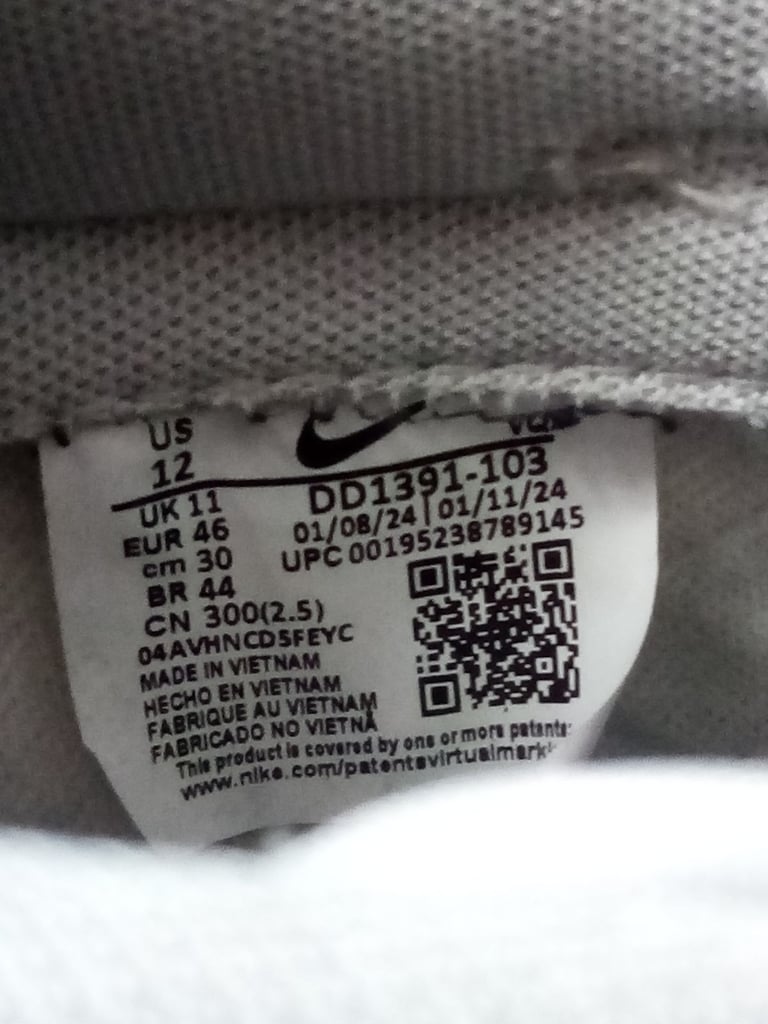 US
12
UK 11
EUR 46
cm 30
BR 44
CN 300(2.5)
DD1391-103
01/08/24 | 01/11/24
UPC 00195238789145
04AVHNCDSFEYC
MADE IN VIETNAM
HECHO EN VIETNAM
FABRIQUE AU VIETNAM
FABRICADO NO VIETNÃ
This product is covered by one or more patents:
www.nike.com/patentsvirtualmark